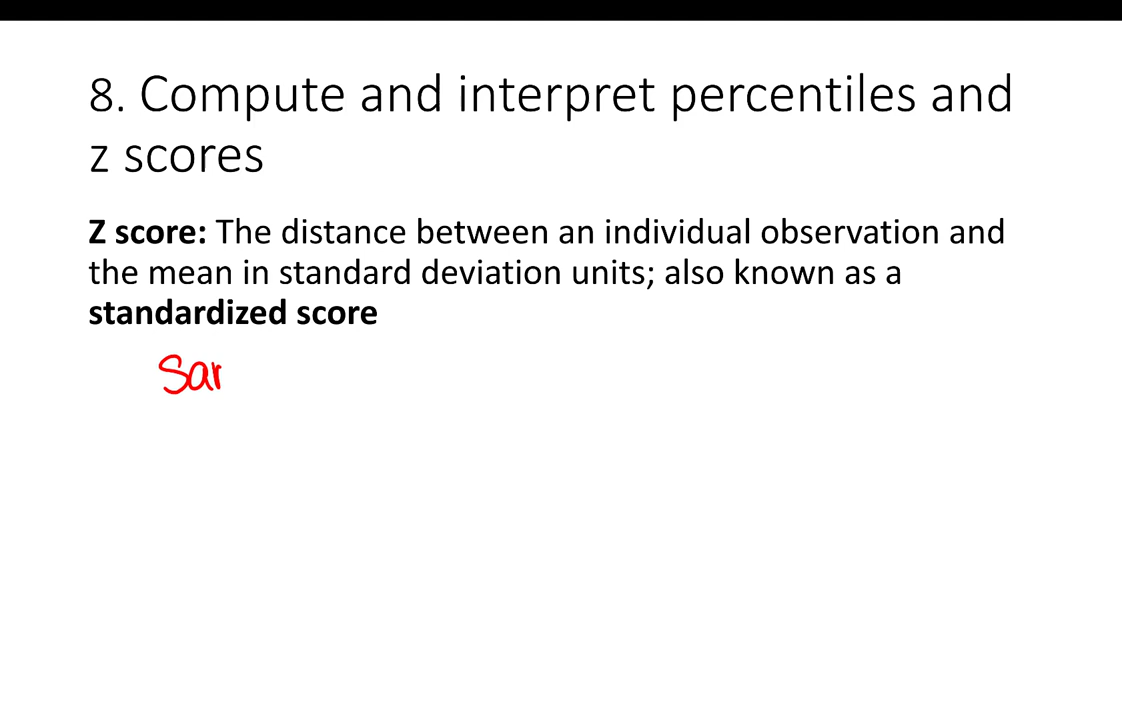 8. Compute and interpret percentiles and
z scores
Z score: The distance between an individual observation and
the mean in standard deviation units; also known as a
standardized score
Sar